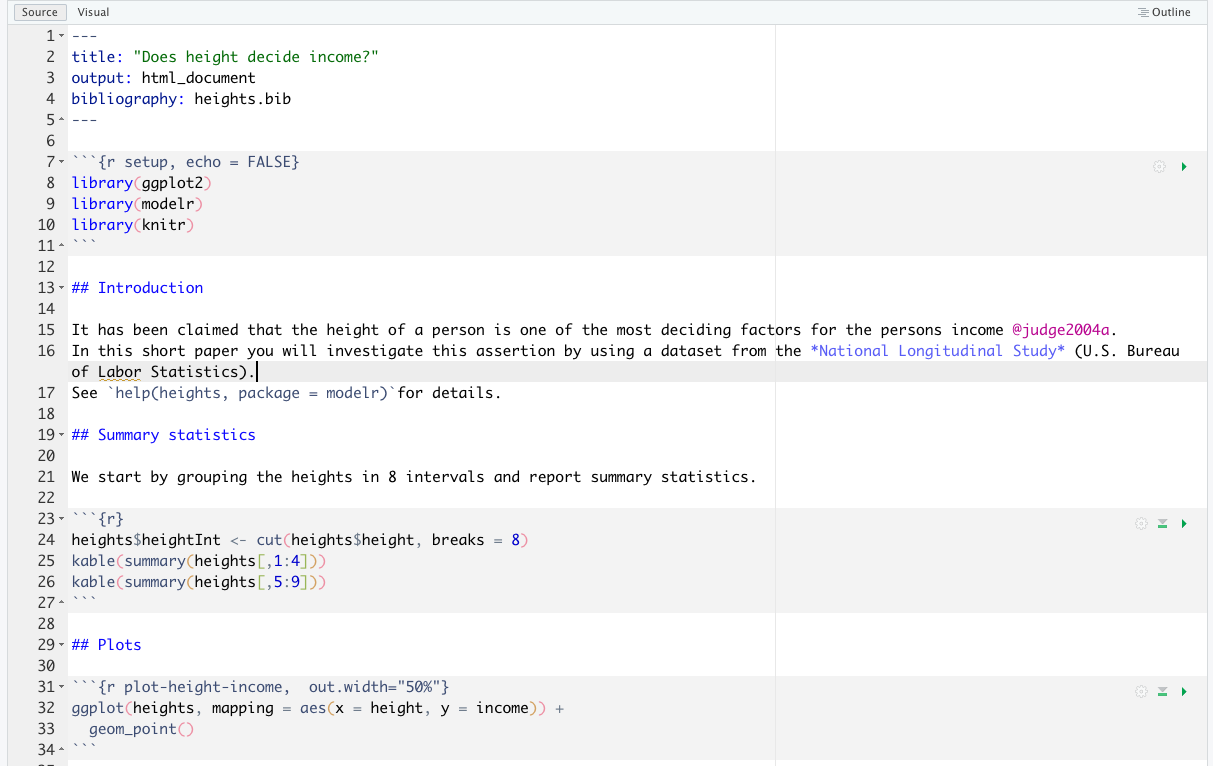 Source Visual Outline
1 ---
2 title: "Does height decide income?"
3 output: html_document
4 bibliography: heights.bib
5 ---
6
7 ```{r setup, echo = FALSE}
8 library(ggplot2)
9 library(modelr)
10 library(knitr)
11 ```
12
13 ## Introduction
14
15 It has been claimed that the height of a person is one of the most deciding factors for the persons income @judge2004a.
16 In this short paper you will investigate this assertion by using a dataset from the *National Longitudinal Study* (U.S. Bureau
of Labor Statistics).
17 See `help(heights, package = modelr)`for details.
18
19 ## Summary statistics
20
21 We start by grouping the heights in 8 intervals and report summary statistics.
22
23 ```{r}
24 heights$heightInt <- cut(heights$height, breaks = 8)
25 kable(summary(heights[,1:4]))
26 kable(summary(heights[,5:9]))
27 ```
28
29 ## Plots
30
31 ```{r plot-height-income,  out.width="50%"}
32 ggplot(heights, mapping = aes(x = height, y = income)) +
33   geom_point()
34 ```